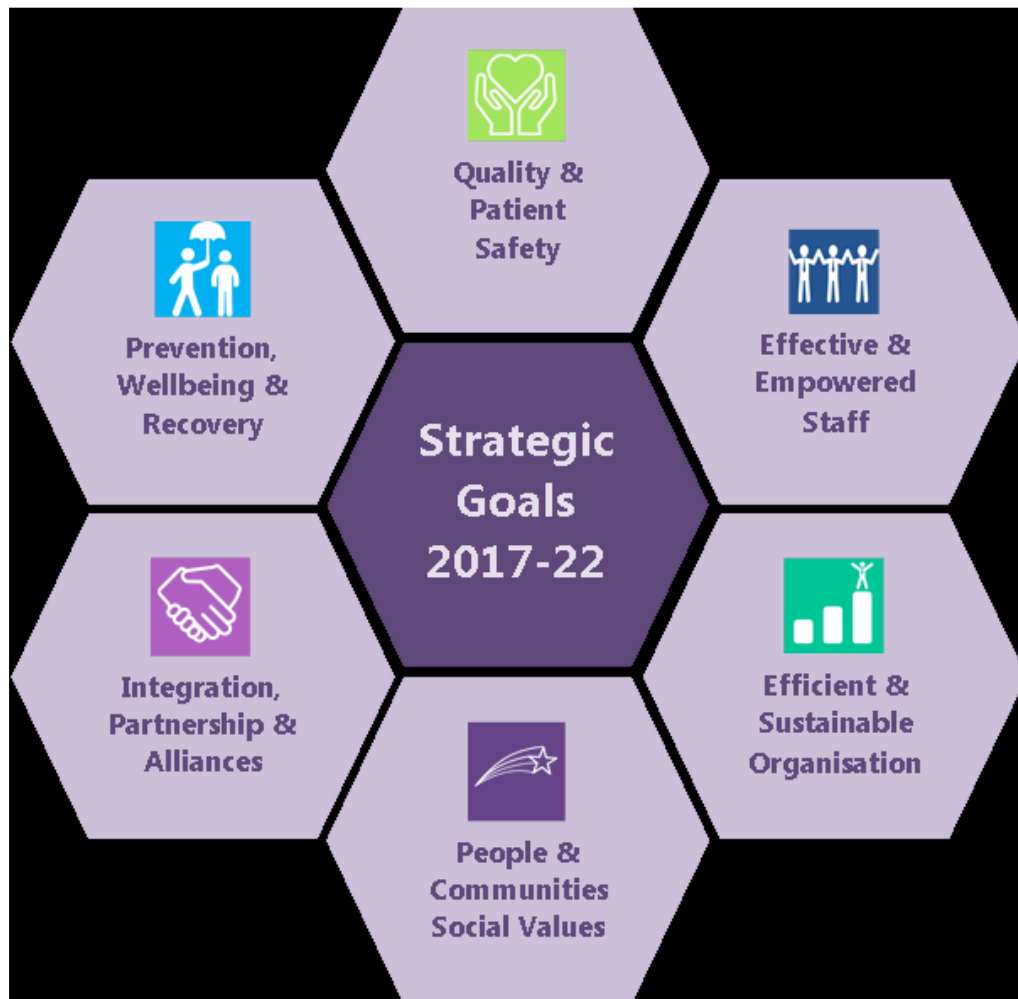 Quality &
Patient
Safety
Prevention,
Wellbeing &
Recovery
Effective &
Empowered
Staff
Strategic
Goals
2017-22
Integration,
Partnership &
Alliances
Efficient &
Sustainable
Organisation
People &
Communities
Social Values